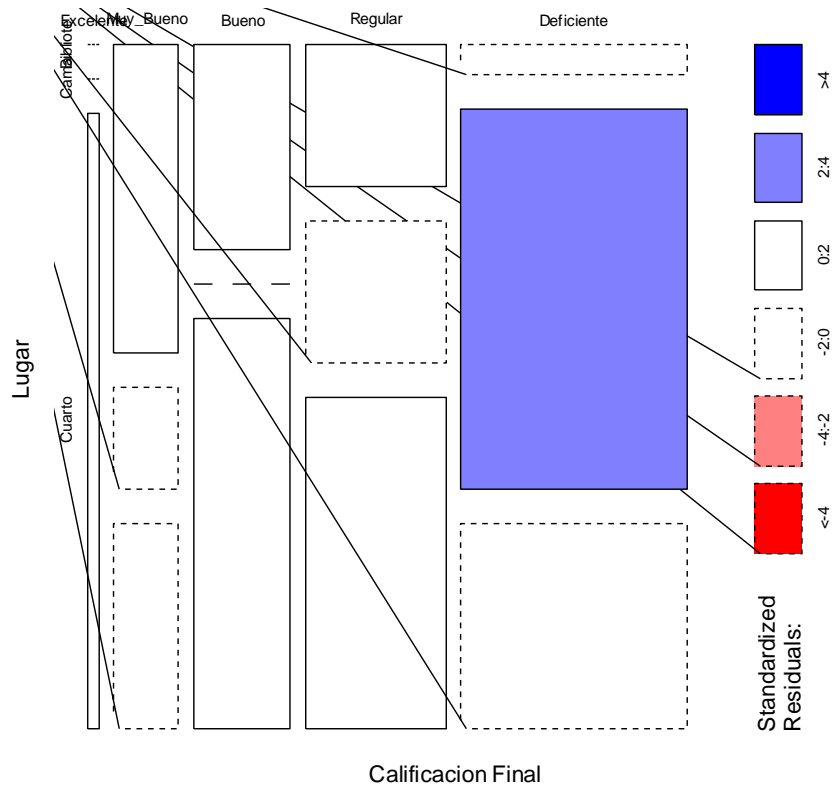 Excelente
Muy_Bueno
Bueno
Regular
Deficiente
Cama
Cuarto
Lugar
Calificacion Final
>4
2:4
0:2
-2:0
-4:-2
<-4
Standardized
Residuals: